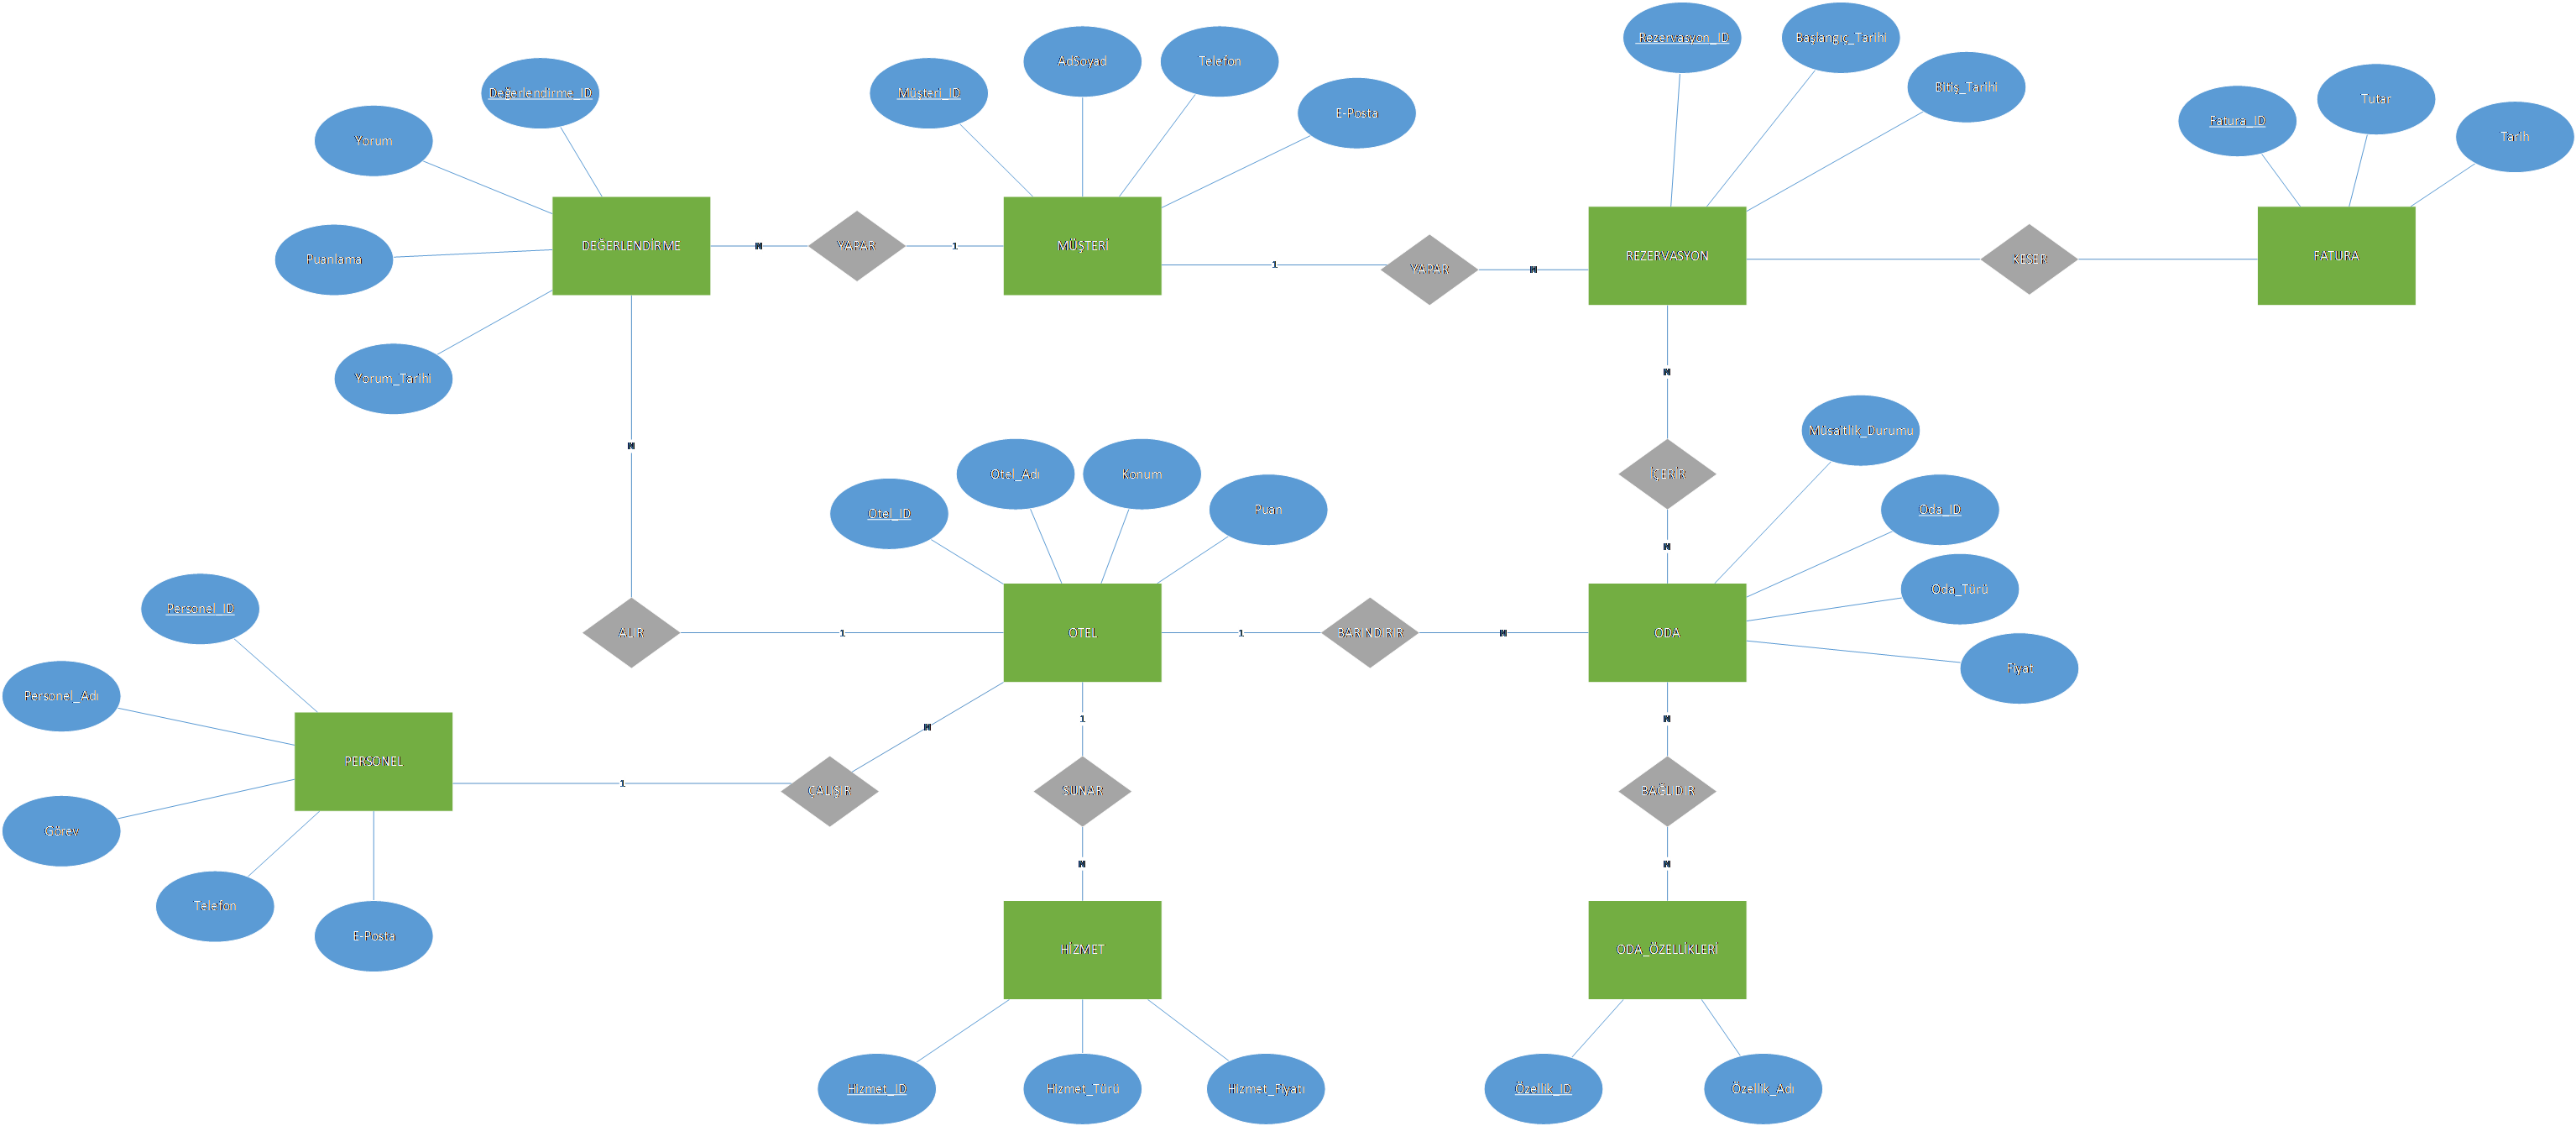 Rezervasyon_ID
Başlangıç_Tarihi
AdSoyad
Telefon
Bitiş_Tarihi
Değerlendirme_ID
Müşteri_ID
Tutar
E-Posta
Fatura_ID
Tarih
Yorum
DEĞERLENDİRME
N
YAPAR
1
MÜŞTERİ
1
YAPAR
N
REZERVASYON
KESER
FATURA
Puanlama
Yorum_Tarihi
N
N
Müsaitlik_Durumu
Otel_Adı
Konum
İÇERİR
Otel_ID
Puan
Oda_ID
N
Oda_Türü
Personel_ID
ALIR
1
OTEL
1
BARINDIRIR
N
ODA
Fiyat
Personel_Adı
N
1
N
PERSONEL
1
ÇALIŞIR
SUNAR
BAĞLIDIR
Görev
N
N
Telefon
E-Posta
HİZMET
ODA_ÖZELLİKLERİ
Hizmet_ID
Hizmet_Türü
Hizmet_Fiyatı
Özellik_ID
Özellik_Adı